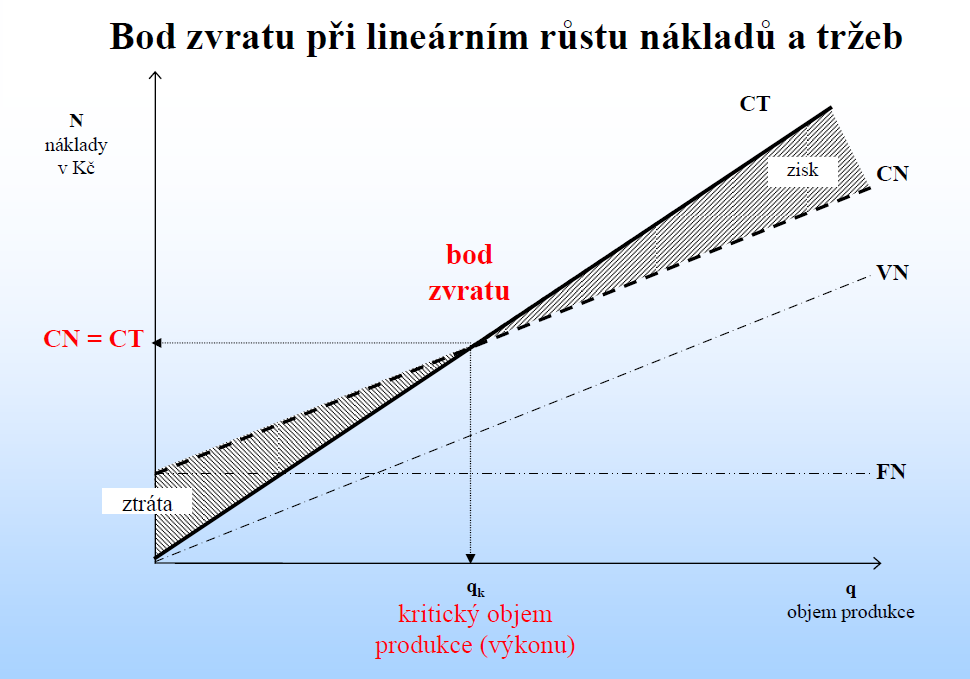 Bod zvratu při lineárním růstu nákladů a tržeb
CT
N
náklady
v Kč
zisk
CN
bod
zvratu
VN
CN = CT
FN
ztráta
qk
kritický objem
produkce (výkonu)
q
objem produkce